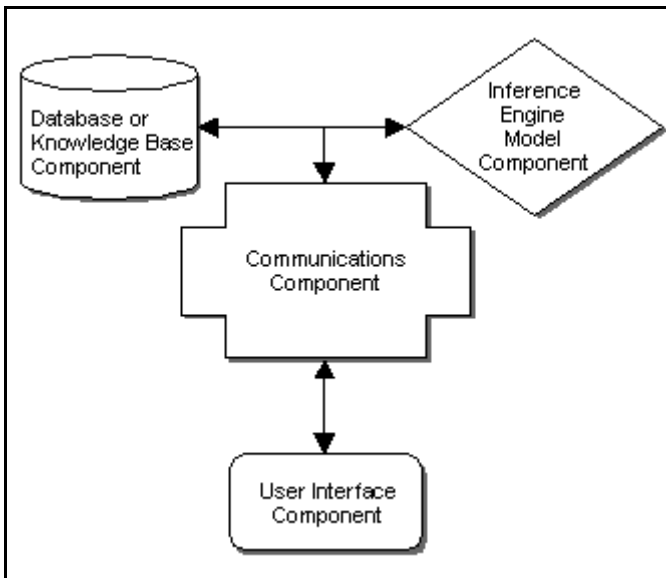 Database or
Knowledge Base
Component
Inference
Engine
Model
Component
Communications
Component
User Interface
Component